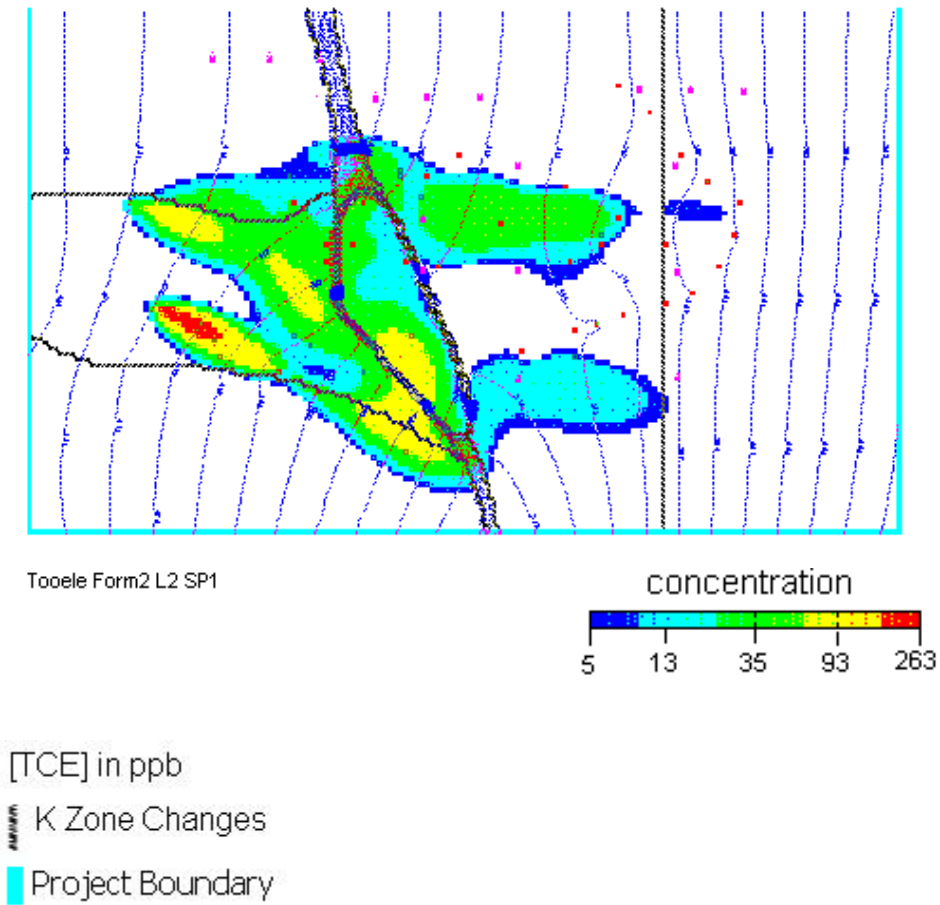 Tooele Form2 L2 SP1
concentration
5 13 35 93 263
[TCE] in ppb
K Zone Changes
Project Boundary